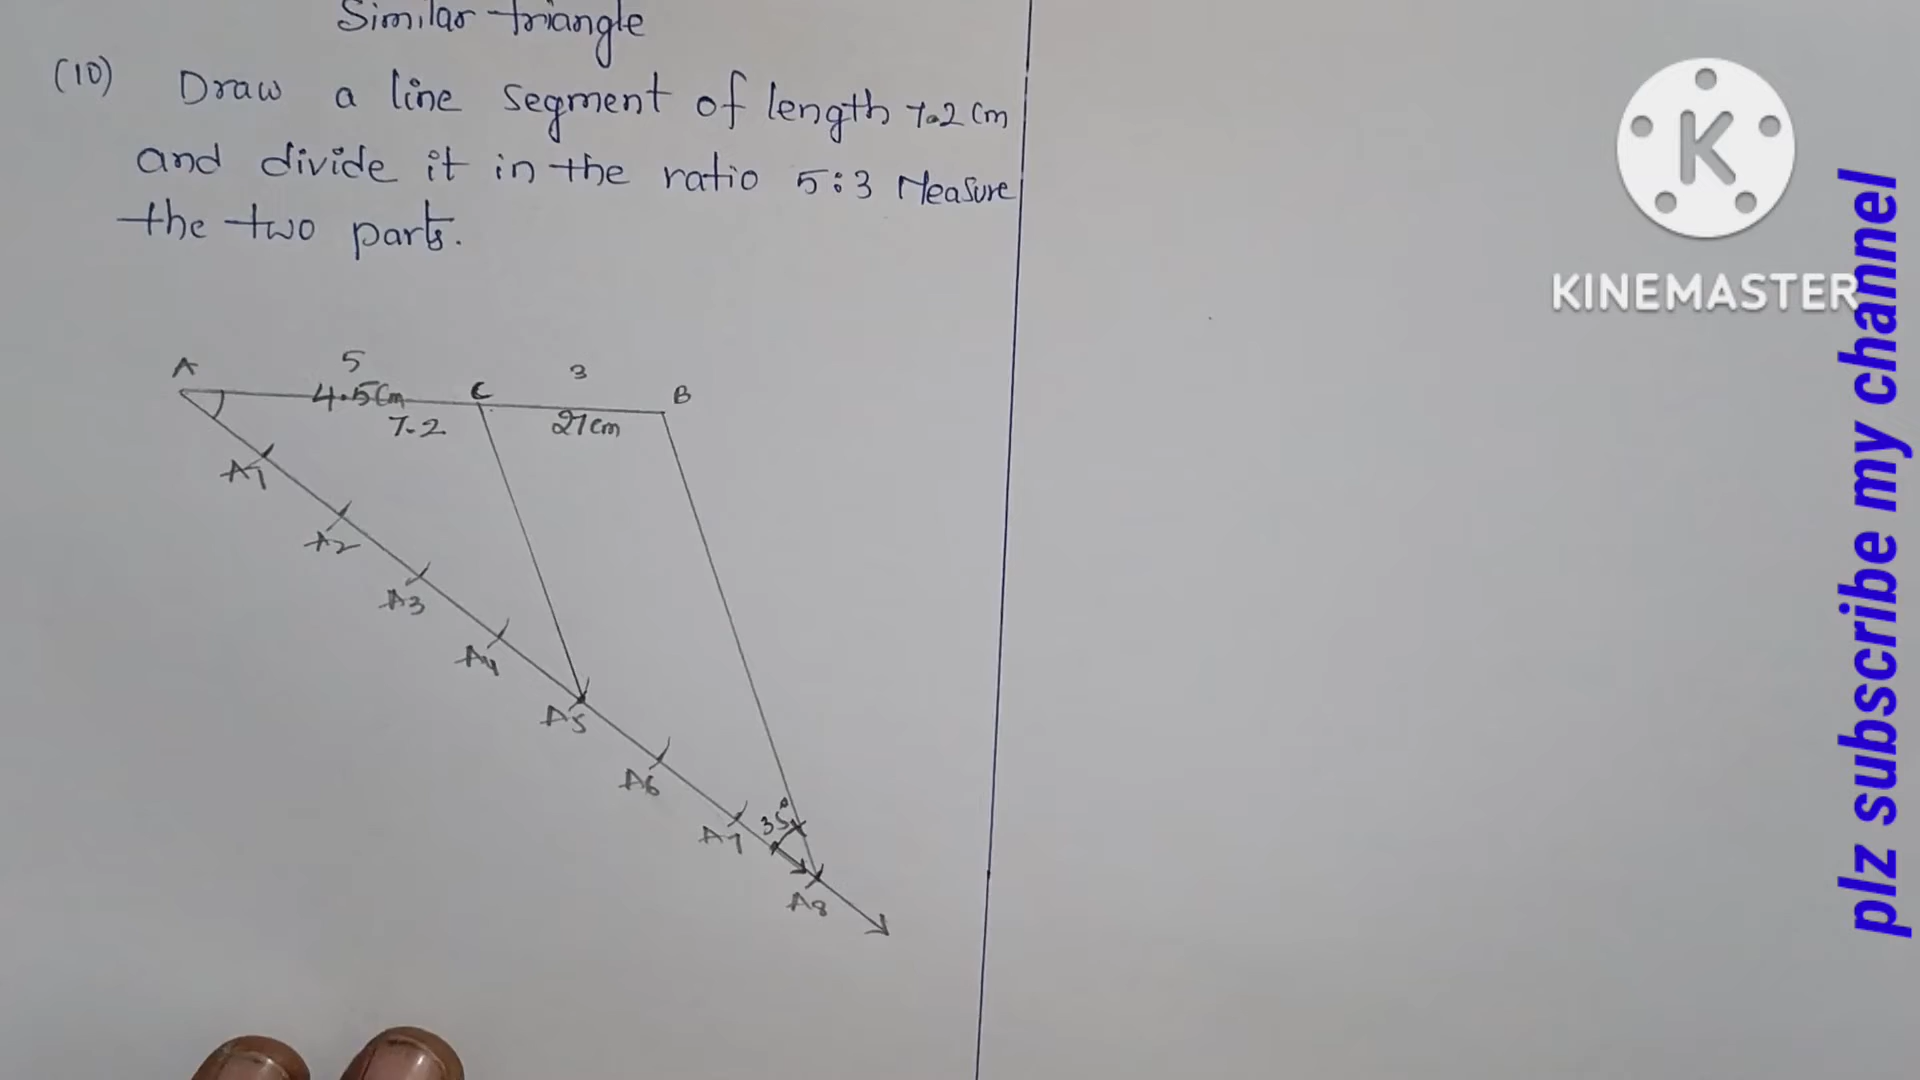 Similar triangle
(10) Draw a line segment of length 7.2 cm
and divide it in the ratio 5:3 Measure
the two parts.
A 5 C 3 B
4.5cm
7.2 27cm
A1
A2
A3
A4
A5
A6
A7 35°
A8
K
KINEMASTER
plz subscribe my channel